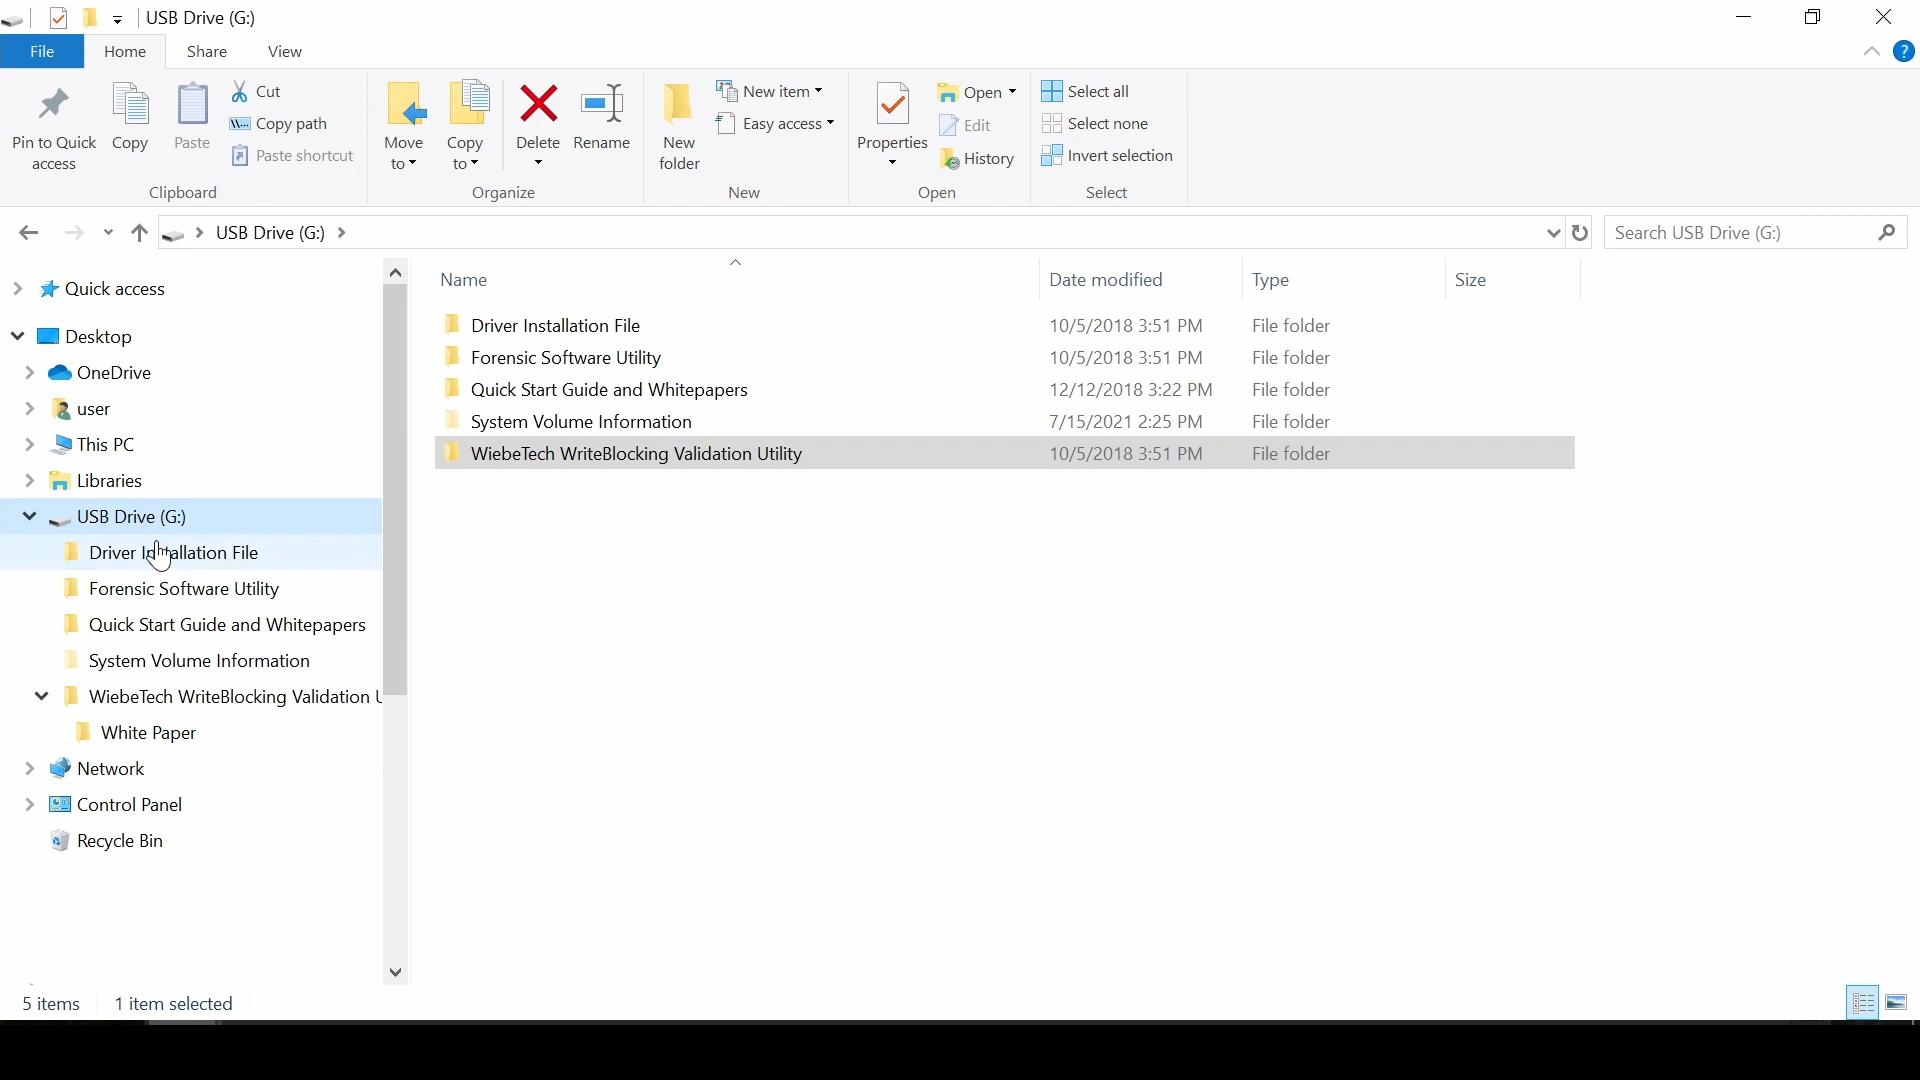 USB Drive (G:)
File Home Share View
Pin to Quick access
Copy
Paste
Cut
Copy path
Paste shortcut
Clipboard
Move to
Copy to
Delete
Rename
Organize
New folder
New item
Easy access
New
Properties
Open
Edit
History
Open
Select all
Select none
Invert selection
Select
USB Drive (G:)
Search USB Drive (G:)
Quick access
Desktop
OneDrive
user
This PC
Libraries
USB Drive (G:)
Driver In allation File
Forensic Software Utility
Quick Start Guide and Whitepapers
System Volume Information
WiebeTech WriteBlocking Validation U
White Paper
Network
Control Panel
Recycle Bin
Name Date modified Type Size
Driver Installation File 10/5/2018 3:51 PM File folder
Forensic Software Utility 10/5/2018 3:51 PM File folder
Quick Start Guide and Whitepapers 12/12/2018 3:22 PM File folder
System Volume Information 7/15/2021 2:25 PM File folder
WiebeTech WriteBlocking Validation Utility 10/5/2018 3:51 PM File folder
5 items 1 item selected